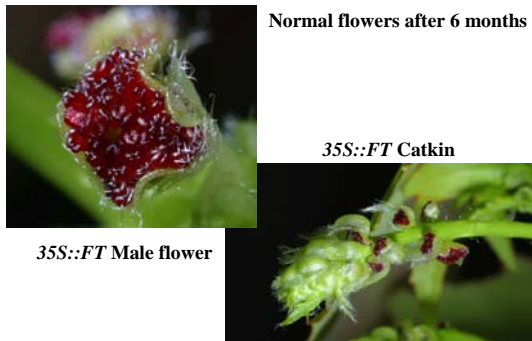 Normal flowers after 6 months
35S::FT Catkin
35S::FT Male flower